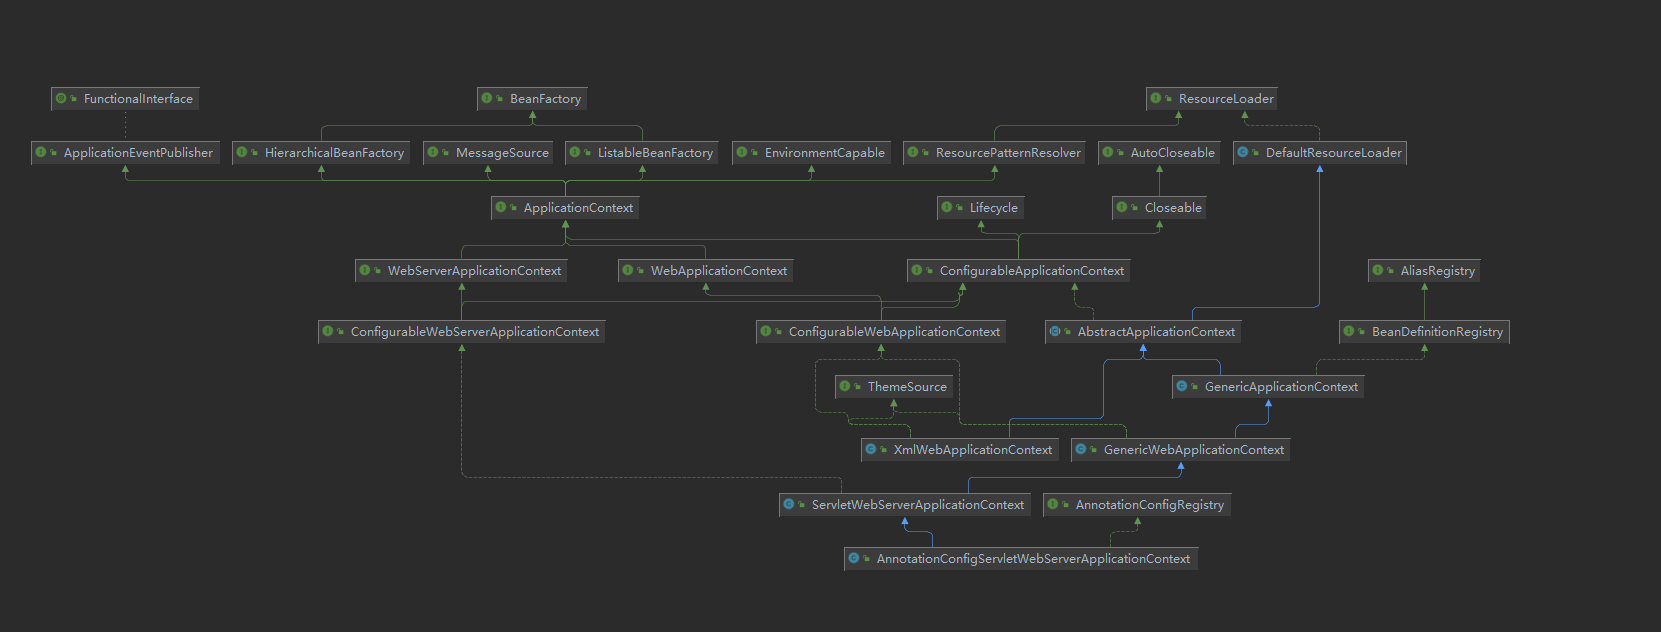 FunctionalInterface
BeanFactory
ResourceLoader
ApplicationEventPublisher
HierarchicalBeanFactory
MessageSource
ListableBeanFactory
EnvironmentCapable
ResourcePatternResolver
AutoCloseable
DefaultResourceLoader
ApplicationContext
Lifecycle
Closeable
WebServerApplicationContext
WebApplicationContext
ConfigurableApplicationContext
AliasRegistry
ConfigurableWebServerApplicationContext
ConfigurableWebApplicationContext
AbstractApplicationContext
BeanDefinitionRegistry
ThemeSource
GenericApplicationContext
XmlWebApplicationContext
GenericWebApplicationContext
ServletWebServerApplicationContext
AnnotationConfigRegistry
AnnotationConfigServletWebServerApplicationContext